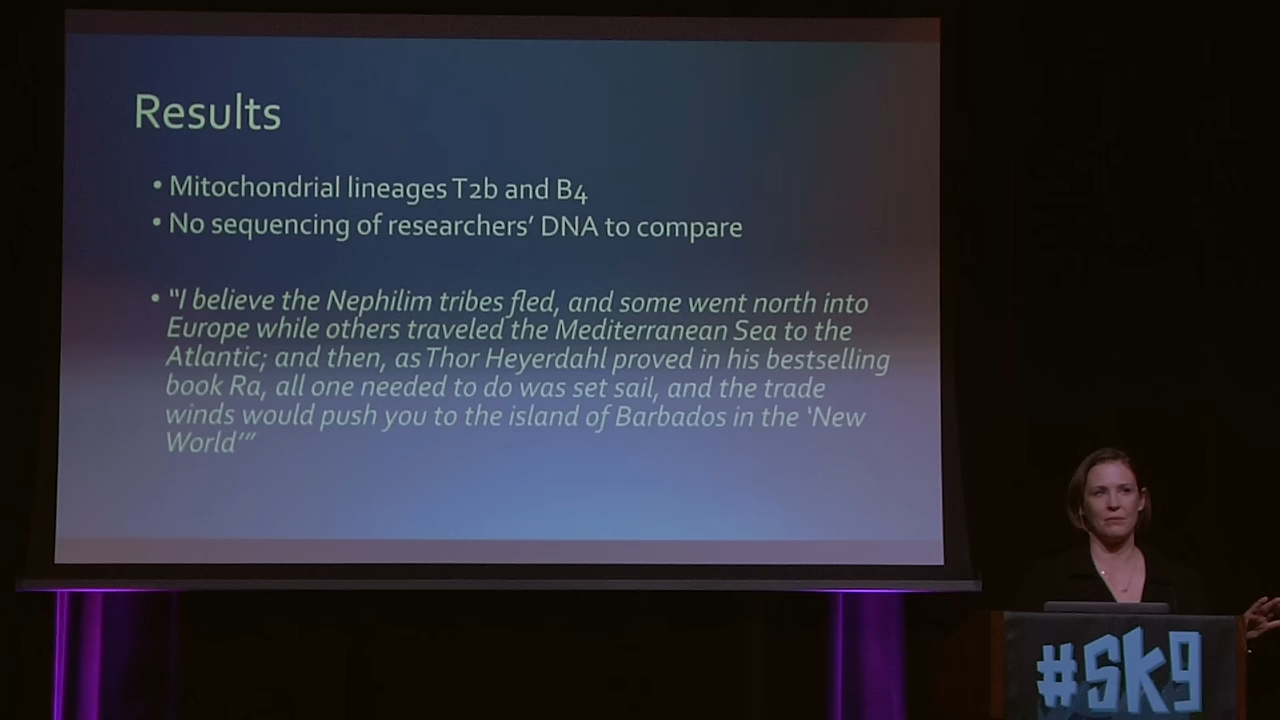 Results
• Mitochondrial lineages T2b and B4
• No sequencing of researchers' DNA to compare
• "I believe the Nephilim tribes fled, and some went north into
Europe while others traveled the Mediterranean Sea to the
Atlantic; and then, as Thor Heyerdahl proved in his bestselling
book Ra, all one needed to do was set sail, and the trade
winds would push you to the island of Barbados in the 'New
World'"
#SK9